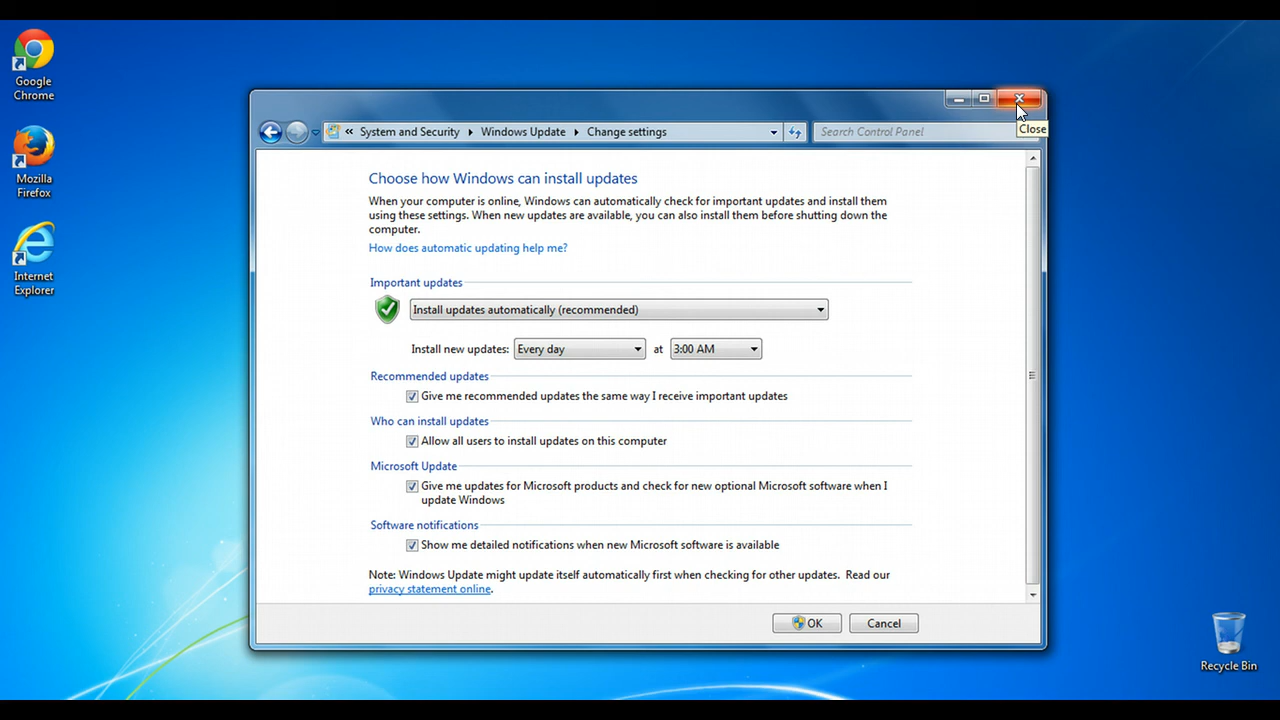 Google
Chrome
Mozilla
Firefox
Internet
Explorer
« System and Security Windows Update Change settings
Search Control Panel
Close
Choose how Windows can install updates
When your computer is online, Windows can automatically check for important updates and install them
using these settings. When new updates are available, you can also install them before shutting down the
computer.
How does automatic updating help me?
Important updates
Install updates automatically (recommended)
Install new updates: Every day at 3:00 AM
Recommended updates
Give me recommended updates the same way I receive important updates
Who can install updates
Allow all users to install updates on this computer
Microsoft Update
Give me updates for Microsoft products and check for new optional Microsoft software when I
update Windows
Software notifications
Show me detailed notifications when new Microsoft software is available
Note: Windows Update might update itself automatically first when checking for other updates. Read our
privacy statement online.
OK Cancel
Recycle Bin